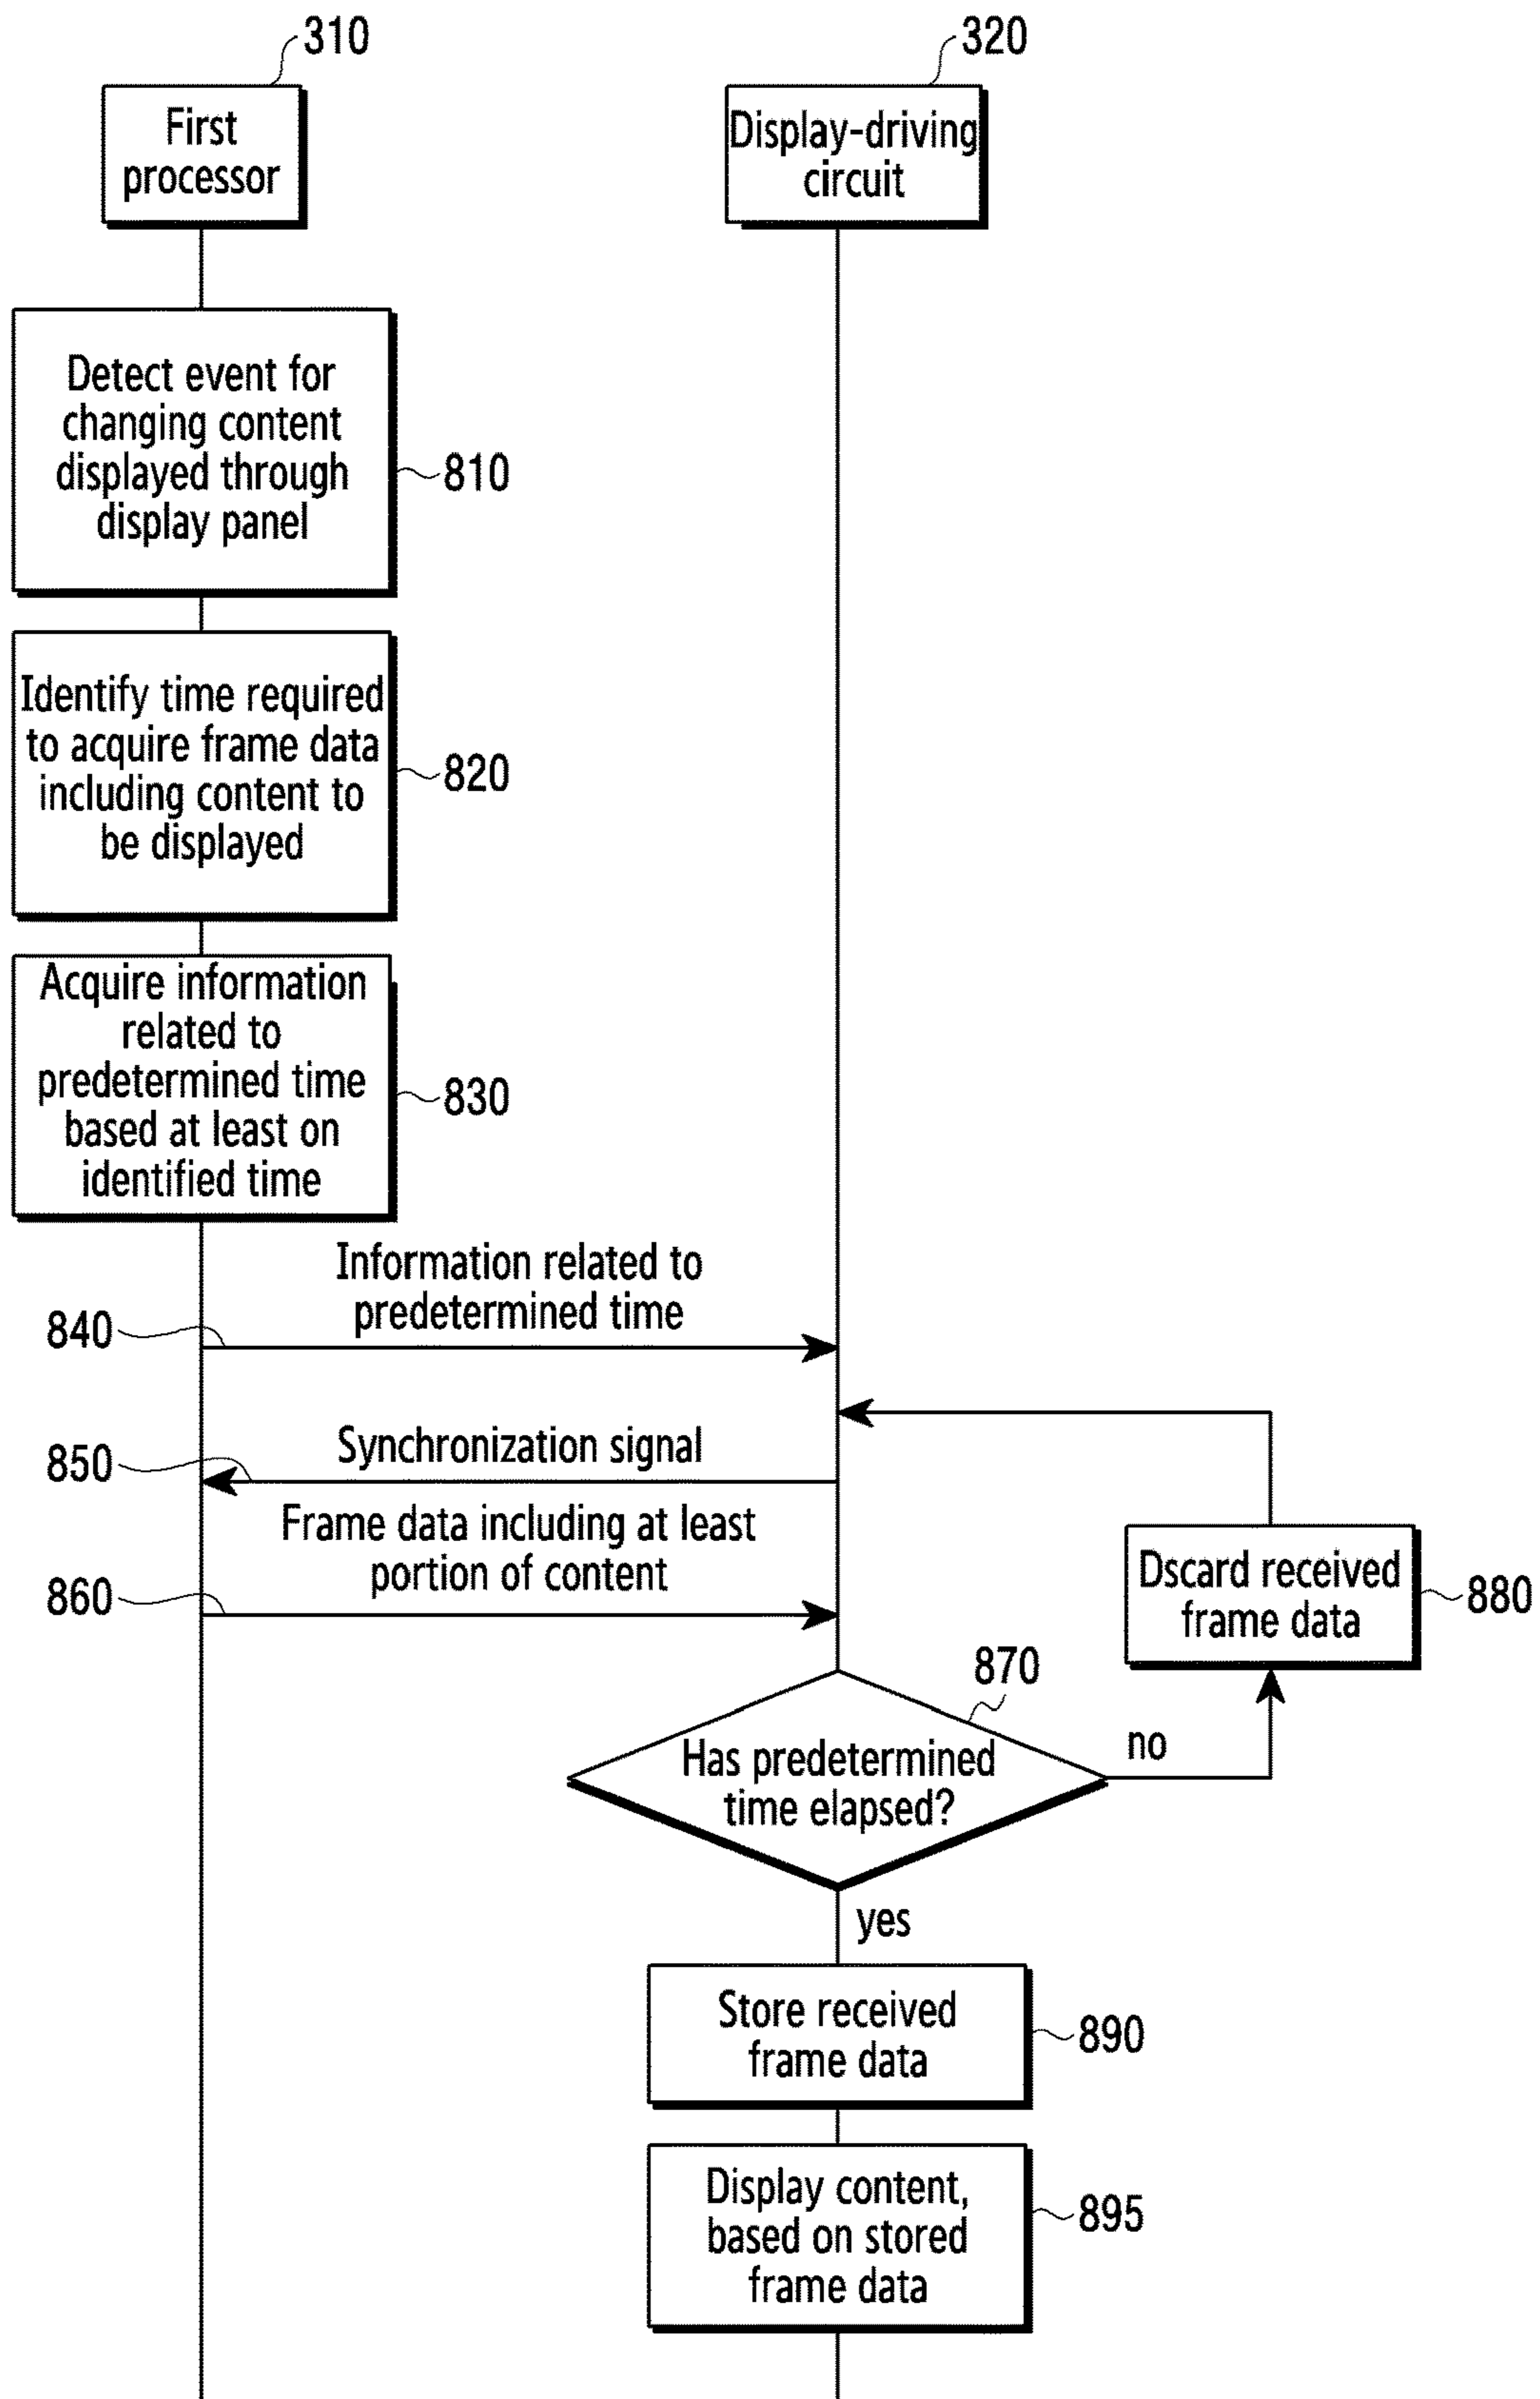 310
320
First
processor
Display-driving
circuit
Detect event for
changing content
displayed through
display panel
810
Identify time required
to acquire frame data
including content to
be displayed
820
Acquire information
related to
predetermined time
based at least on
identified time
830
Information related to
predetermined time
840
Synchronization signal
850
Frame data including at least
portion of content
860
Dscard received
frame data
880
870
Has predetermined
time elapsed?
no
yes
Store received
frame data
890
Display content,
based on stored
frame data
895